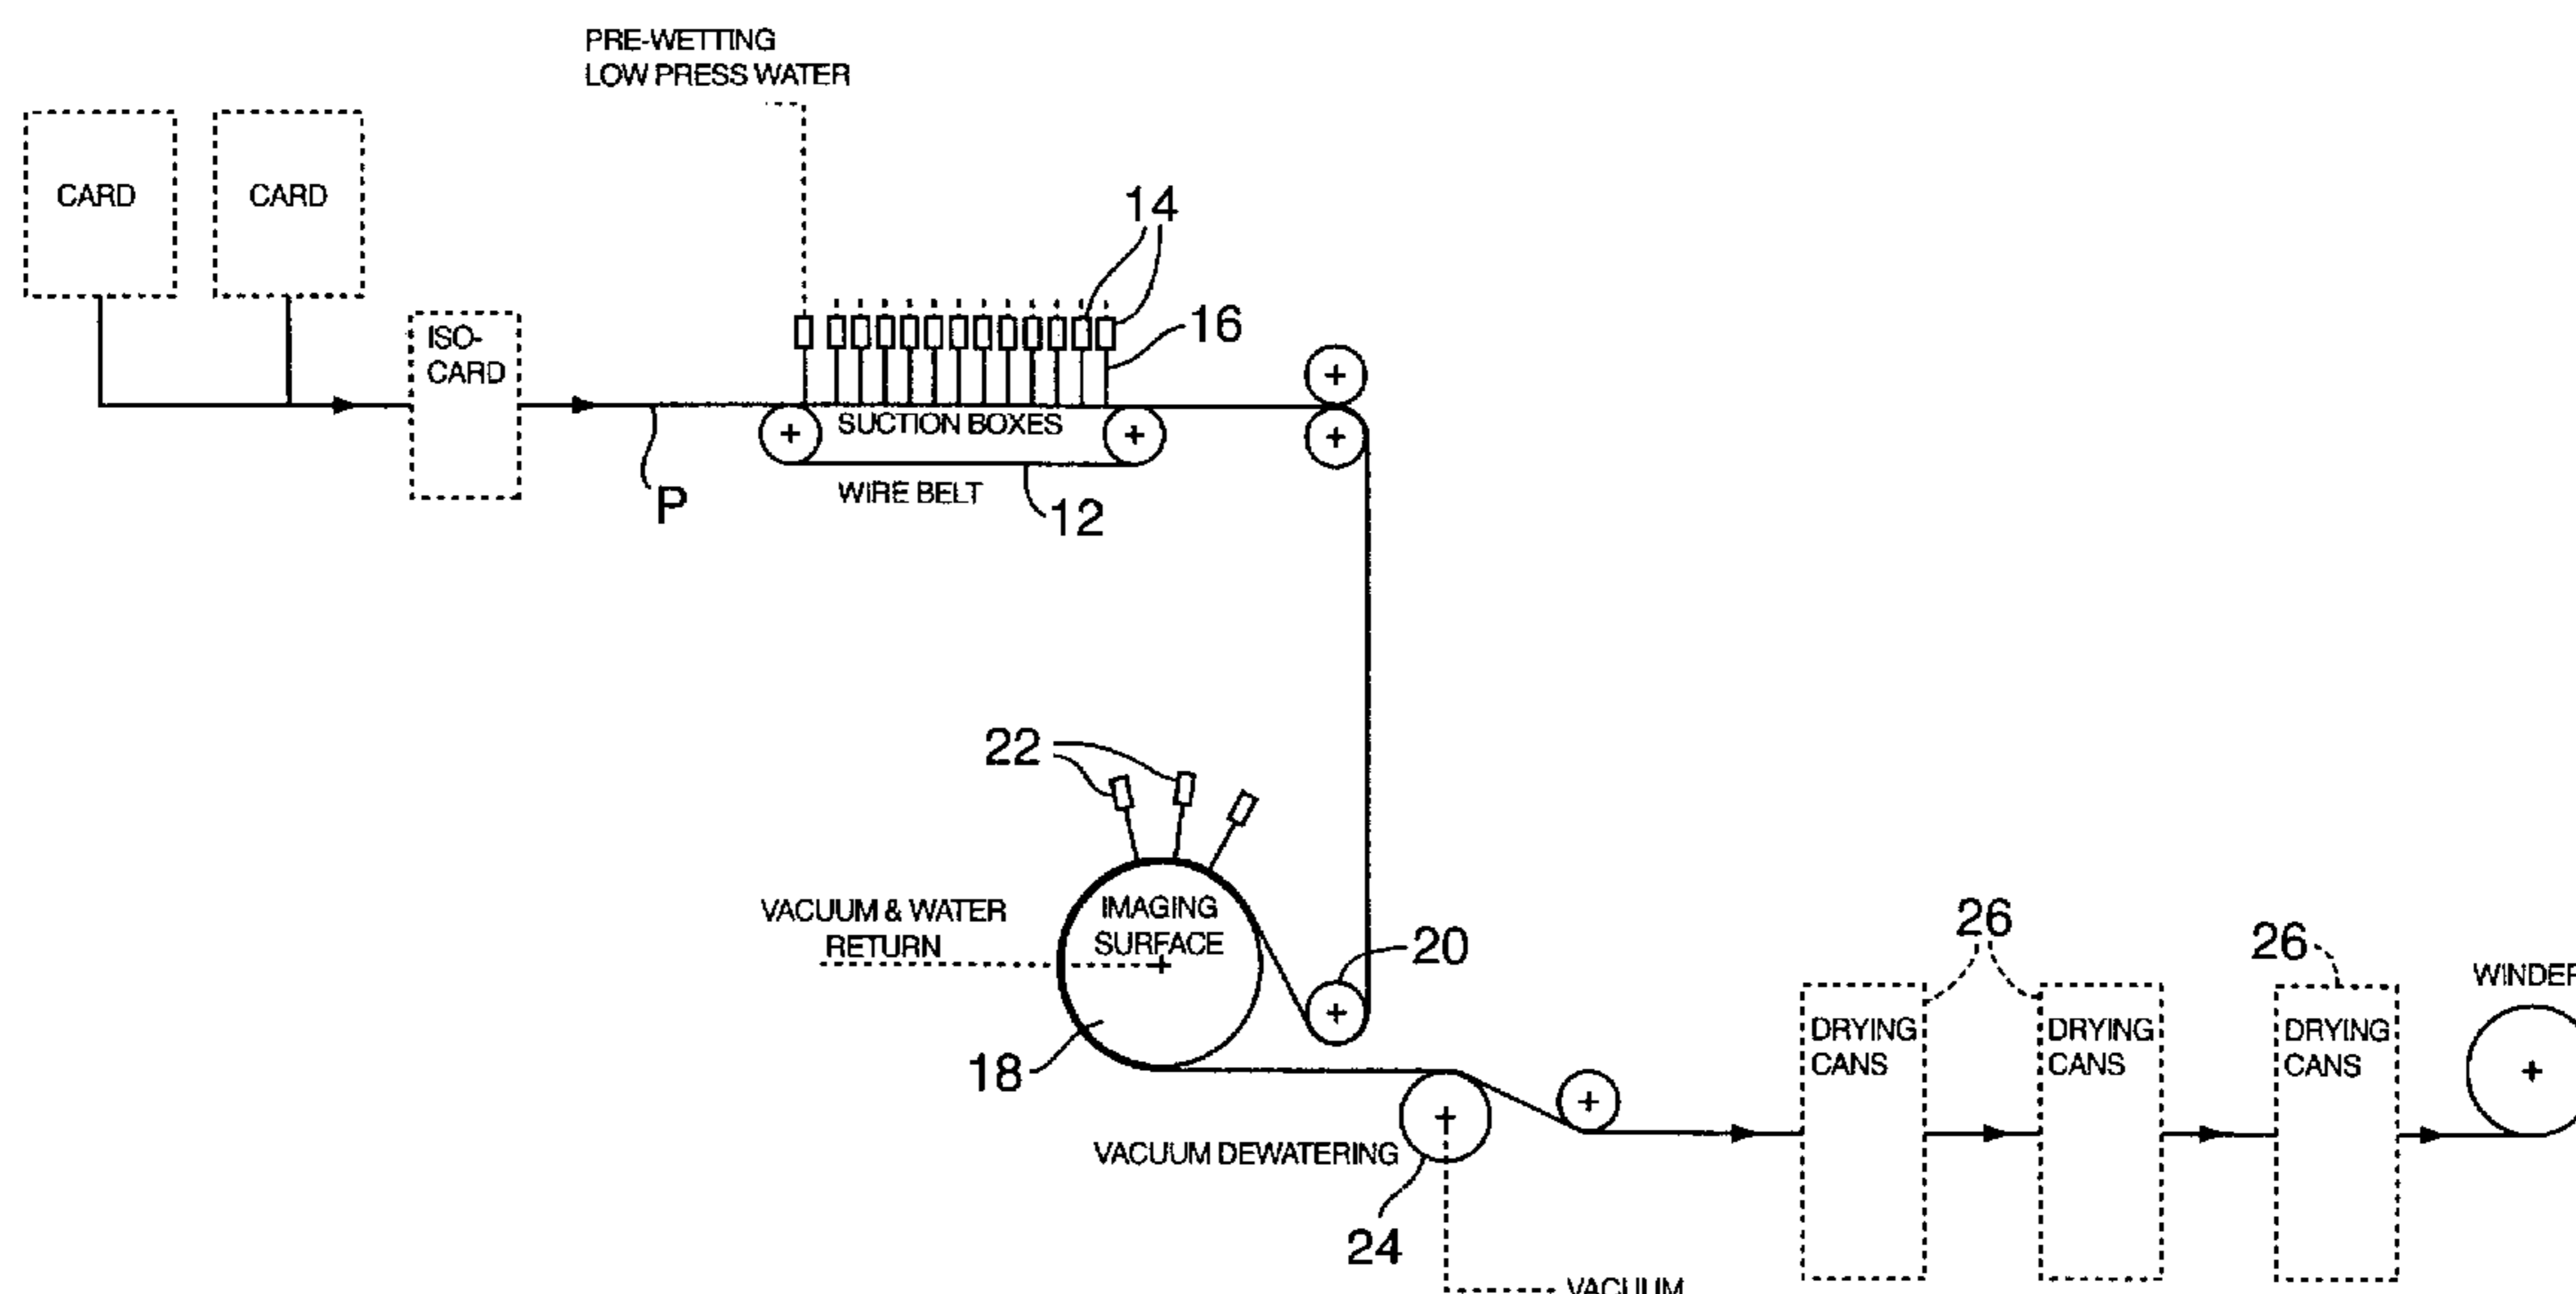 PRE-WETTING
LOW PRESS WATER
CARD
CARD
14
16
ISO-
CARD
SUCTION BOXES
P
WIRE BELT
12
22
VACUUM & WATER
RETURN
IMAGING
SURFACE
20
18
26
26
WINDER
DRYING
CANS
DRYING
CANS
DRYING
CANS
VACUUM DEWATERING
24
VACUUM